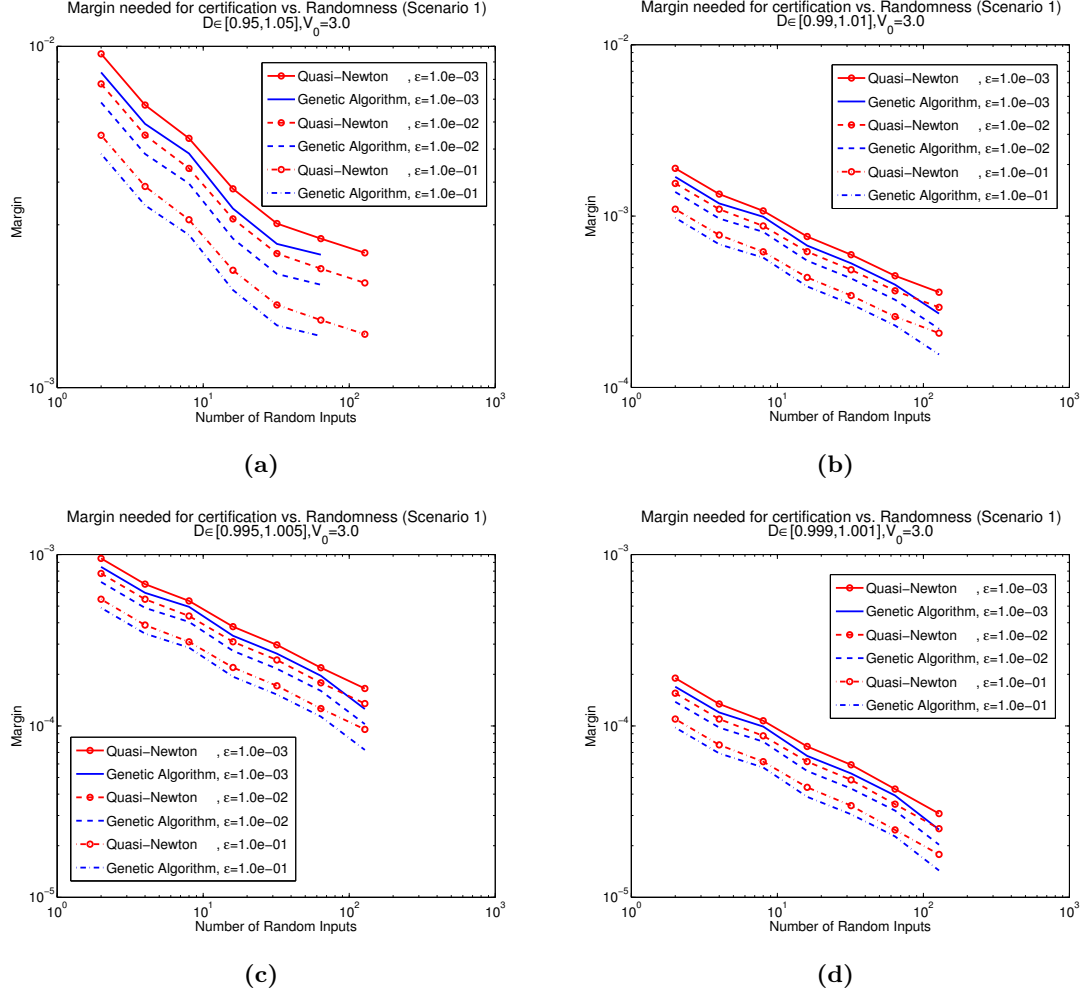 Margin needed for certification vs. Randomness (Scenario 1)
D∈[0.95,1.05],V₀=3.0
10⁻²
Quasi−Newton , ε=1.0e−03
Genetic Algorithm, ε=1.0e−03
Quasi−Newton , ε=1.0e−02
Genetic Algorithm, ε=1.0e−02
Quasi−Newton , ε=1.0e−01
Genetic Algorithm, ε=1.0e−01
Margin
10⁻³
10⁰ 10¹ 10² 10³
Number of Random Inputs
(a)
Margin needed for certification vs. Randomness (Scenario 1)
D∈[0.99,1.01],V₀=3.0
10⁻²
Quasi−Newton , ε=1.0e−03
Genetic Algorithm, ε=1.0e−03
Quasi−Newton , ε=1.0e−02
Genetic Algorithm, ε=1.0e−02
Quasi−Newton , ε=1.0e−01
Genetic Algorithm, ε=1.0e−01
Margin
10⁻³
10⁻⁴
10⁰ 10¹ 10² 10³
Number of Random Inputs
(b)
Margin needed for certification vs. Randomness (Scenario 1)
D∈[0.995,1.005],V₀=3.0
10⁻³
Margin
10⁻⁴
Quasi−Newton , ε=1.0e−03
Genetic Algorithm, ε=1.0e−03
Quasi−Newton , ε=1.0e−02
Genetic Algorithm, ε=1.0e−02
Quasi−Newton , ε=1.0e−01
Genetic Algorithm, ε=1.0e−01
10⁻⁵
10⁰ 10¹ 10² 10³
Number of Random Inputs
(c)
Margin needed for certification vs. Randomness (Scenario 1)
D∈[0.999,1.001],V₀=3.0
10⁻³
Quasi−Newton , ε=1.0e−03
Genetic Algorithm, ε=1.0e−03
Quasi−Newton , ε=1.0e−02
Genetic Algorithm, ε=1.0e−02
Quasi−Newton , ε=1.0e−01
Genetic Algorithm, ε=1.0e−01
Margin
10⁻⁴
10⁻⁵
10⁰ 10¹ 10² 10³
Number of Random Inputs
(d)